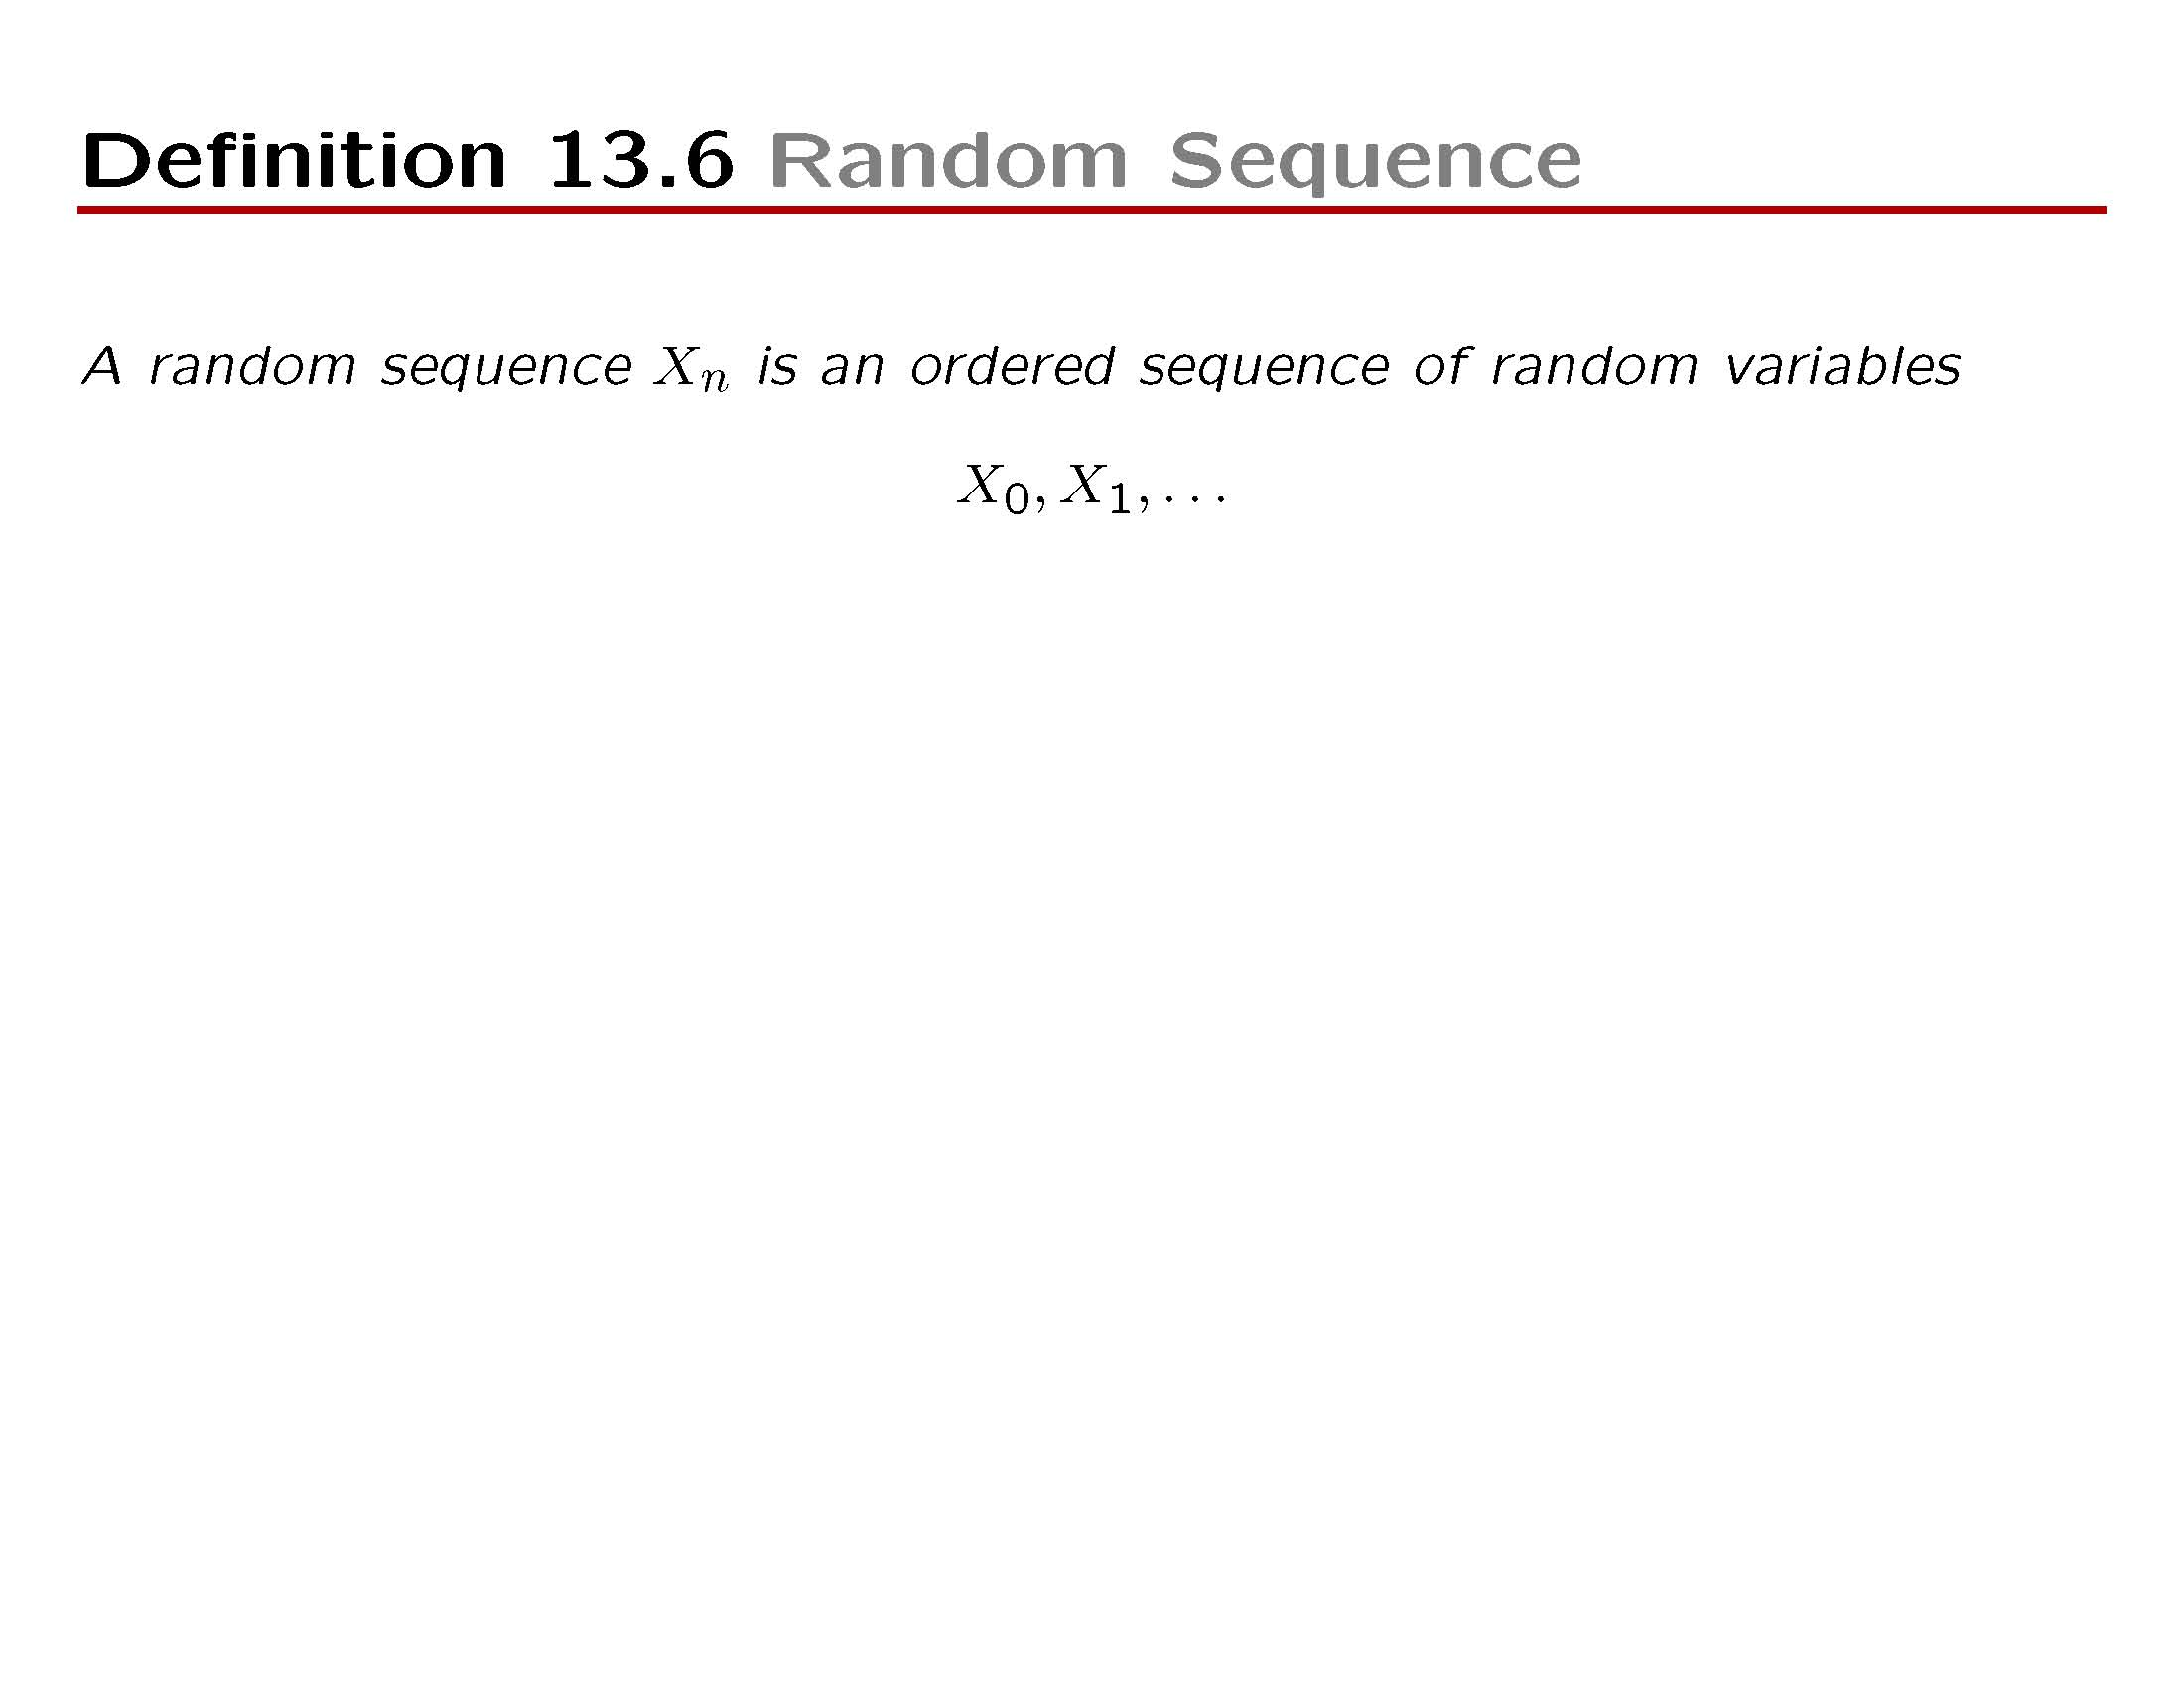 Definition 13.6 Random Sequence
A random sequence Xₙ is an ordered sequence of random variables
X₀, X₁, . . .